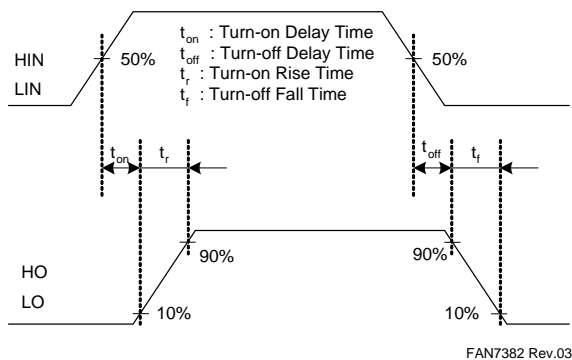 t_on : Turn-on Delay Time
t_off : Turn-off Delay Time
t_r : Turn-on Rise Time
t_f : Turn-off Fall Time
HIN
LIN
50%
50%
t_on
t_r
t_off
t_f
HO
LO
90%
90%
10%
10%
FAN7382 Rev.03